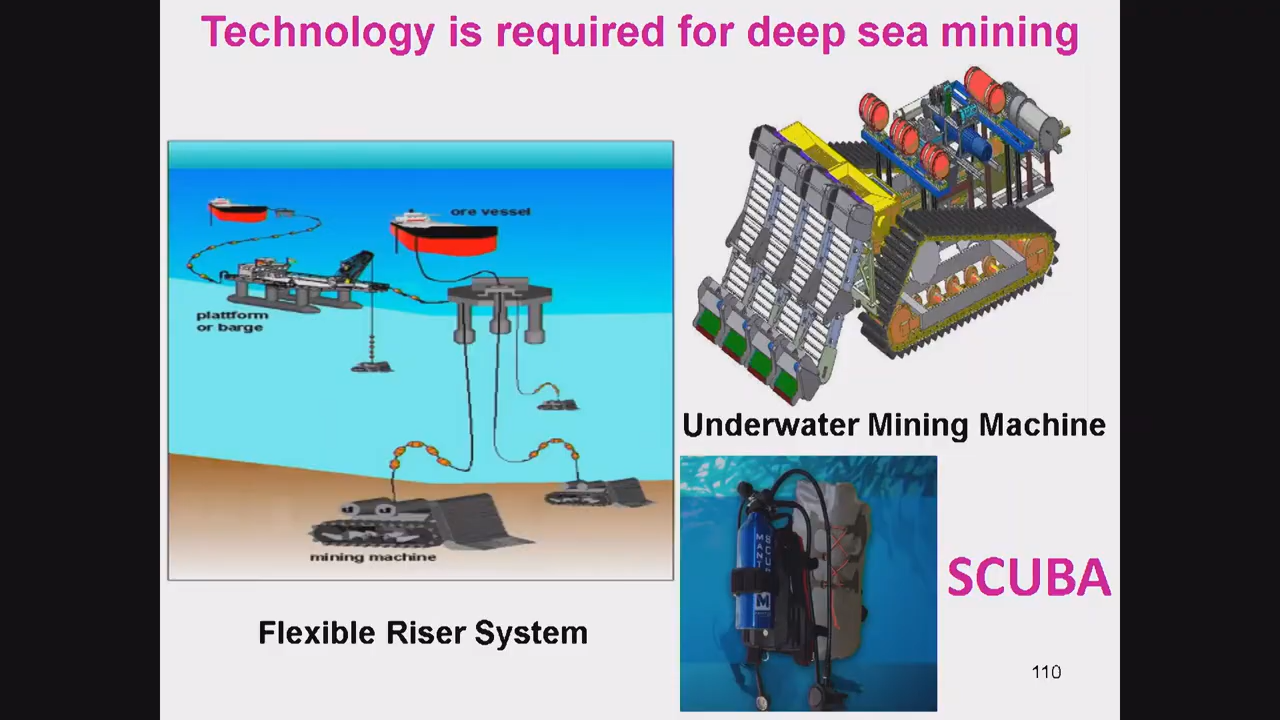 Technology is required for deep sea mining
ore vessel
plattform
or barge
mining machine
Flexible Riser System
Underwater Mining Machine
SCUBA
M
SCUBA
110